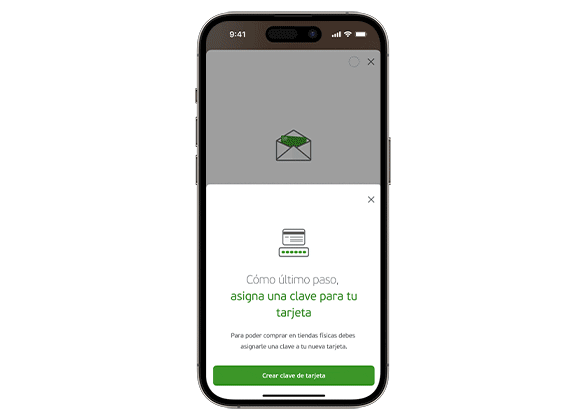 9:41
Cómo último paso,
asigna una clave para tu
tarjeta
Para poder comprar en tiendas físicas debes
asignarle una clave a tu nueva tarjeta.
Crear clave de tarjeta